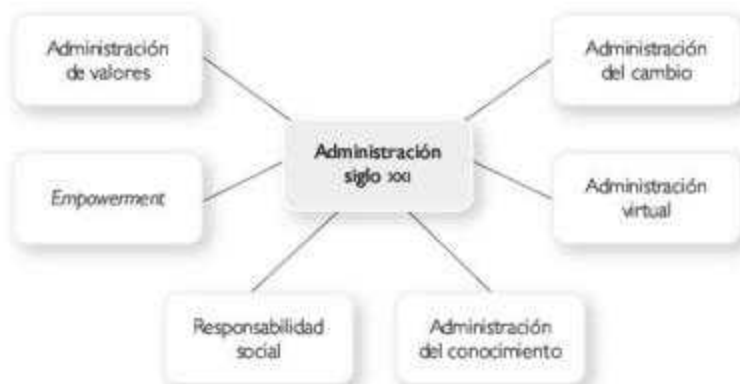 Administración
de valores
Administración
del cambio
Administración
siglo XXI
Empowerment
Administración
virtual
Responsabilidad
social
Administración
del conocimiento